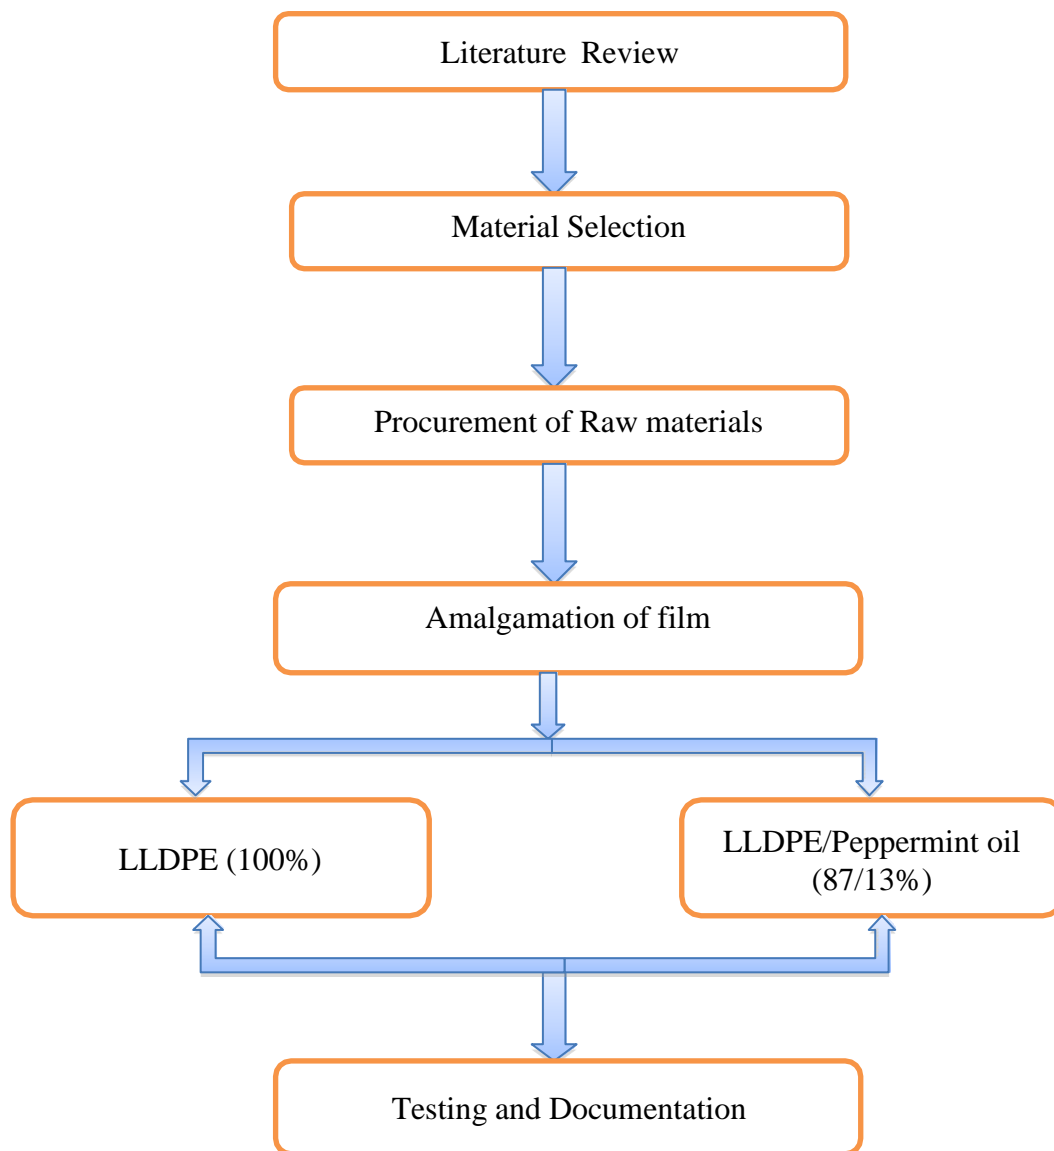 Literature  Review
Material Selection
Procurement of Raw materials
Amalgamation of film
LLDPE (100%)
LLDPE/Peppermint oil
(87/13%)
Testing and Documentation